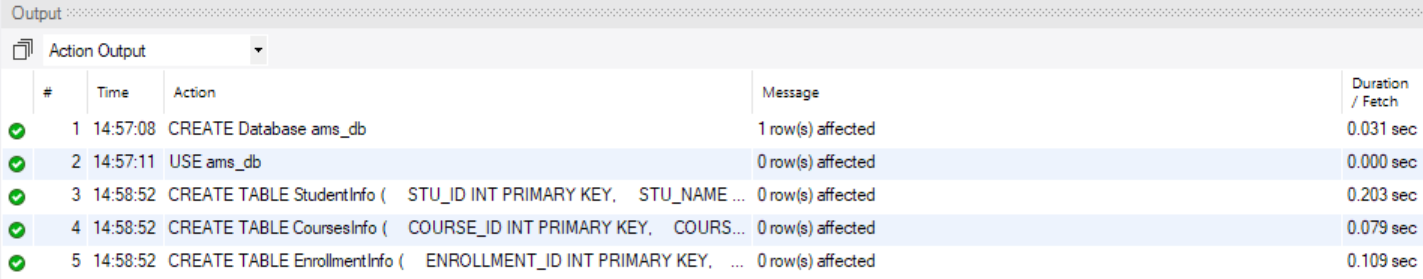 Output
Action Output
# Time Action Message Duration / Fetch
1 14:57:08 CREATE Database ams_db 1 row(s) affected 0.031 sec
2 14:57:11 USE ams_db 0 row(s) affected 0.000 sec
3 14:58:52 CREATE TABLE StudentInfo ( STU_ID INT PRIMARY KEY, STU_NAME ... 0 row(s) affected 0.203 sec
4 14:58:52 CREATE TABLE CoursesInfo ( COURSE_ID INT PRIMARY KEY, COURS... 0 row(s) affected 0.079 sec
5 14:58:52 CREATE TABLE EnrollmentInfo ( ENROLLMENT_ID INT PRIMARY KEY, ... 0 row(s) affected 0.109 sec